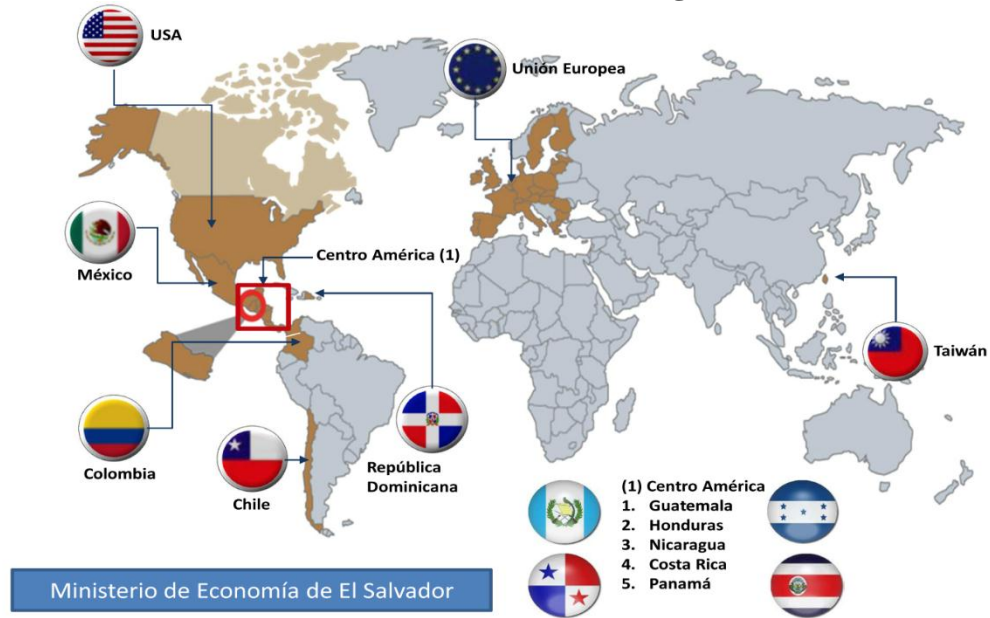 USA
Unión Europea
México
Centro América (1)
Taiwán
Colombia
Chile
República
Dominicana
(1) Centro América
1. Guatemala
2. Honduras
3. Nicaragua
4. Costa Rica
5. Panamá
Ministerio de Economía de El Salvador